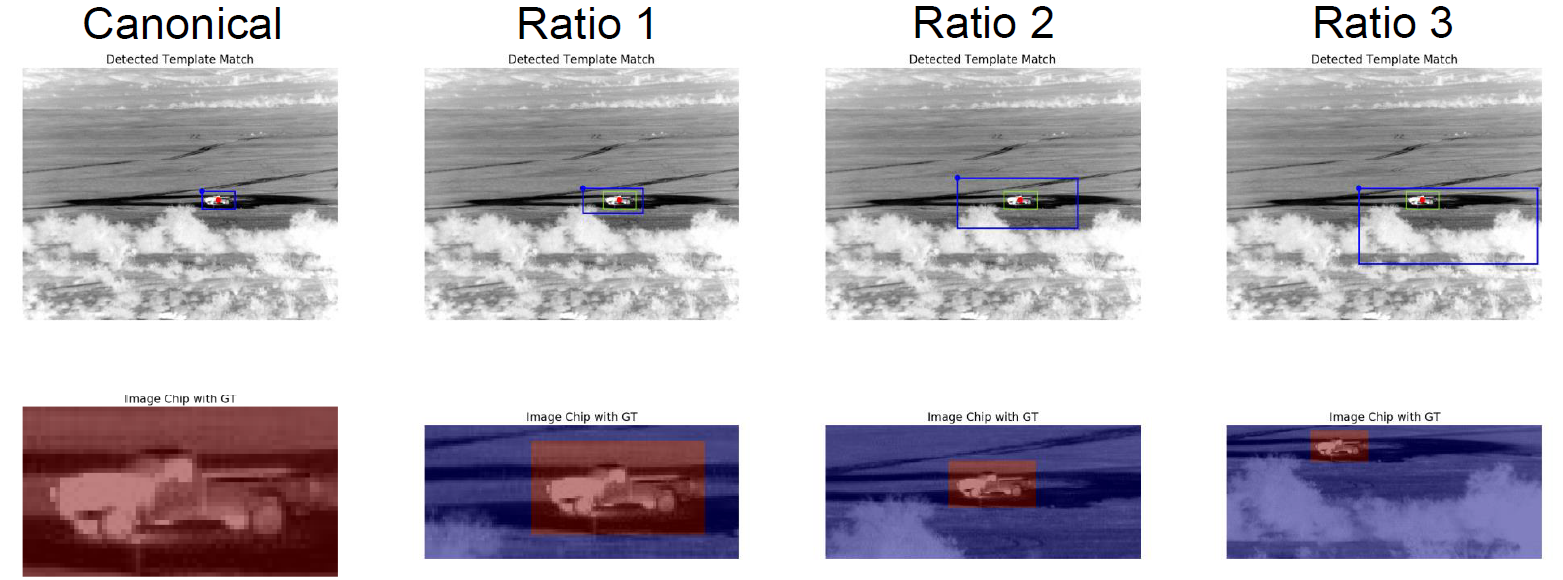 Canonical
Ratio 1
Ratio 2
Ratio 3
Detected Template Match
Detected Template Match
Detected Template Match
Detected Template Match
Image Chip with GT
Image Chip with GT
Image Chip with GT
Image Chip with GT